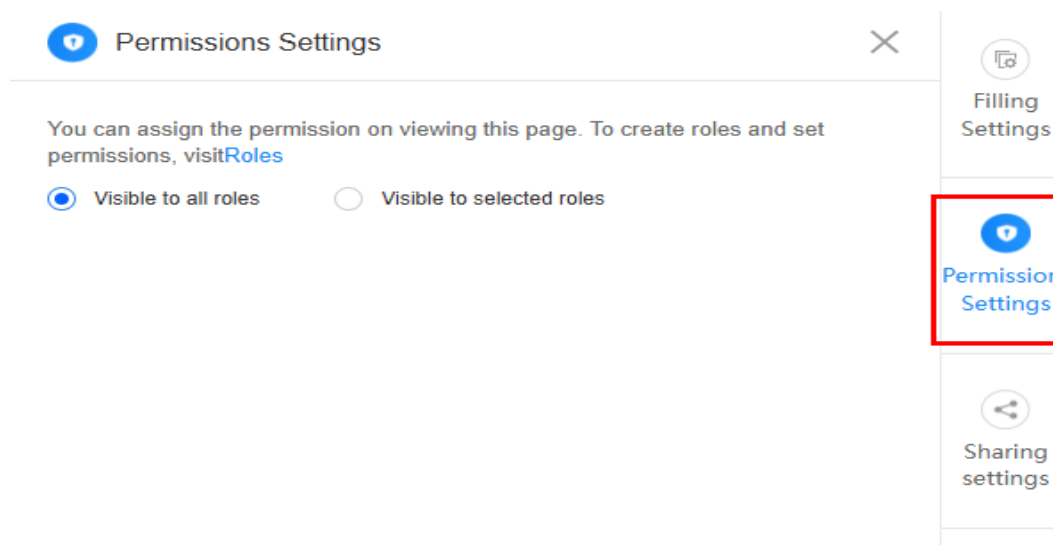 Permissions Settings
You can assign the permission on viewing this page. To create roles and set
permissions, visitRoles
Visible to all roles
Visible to selected roles
Filling
Settings
Permission
Settings
Sharing
settings